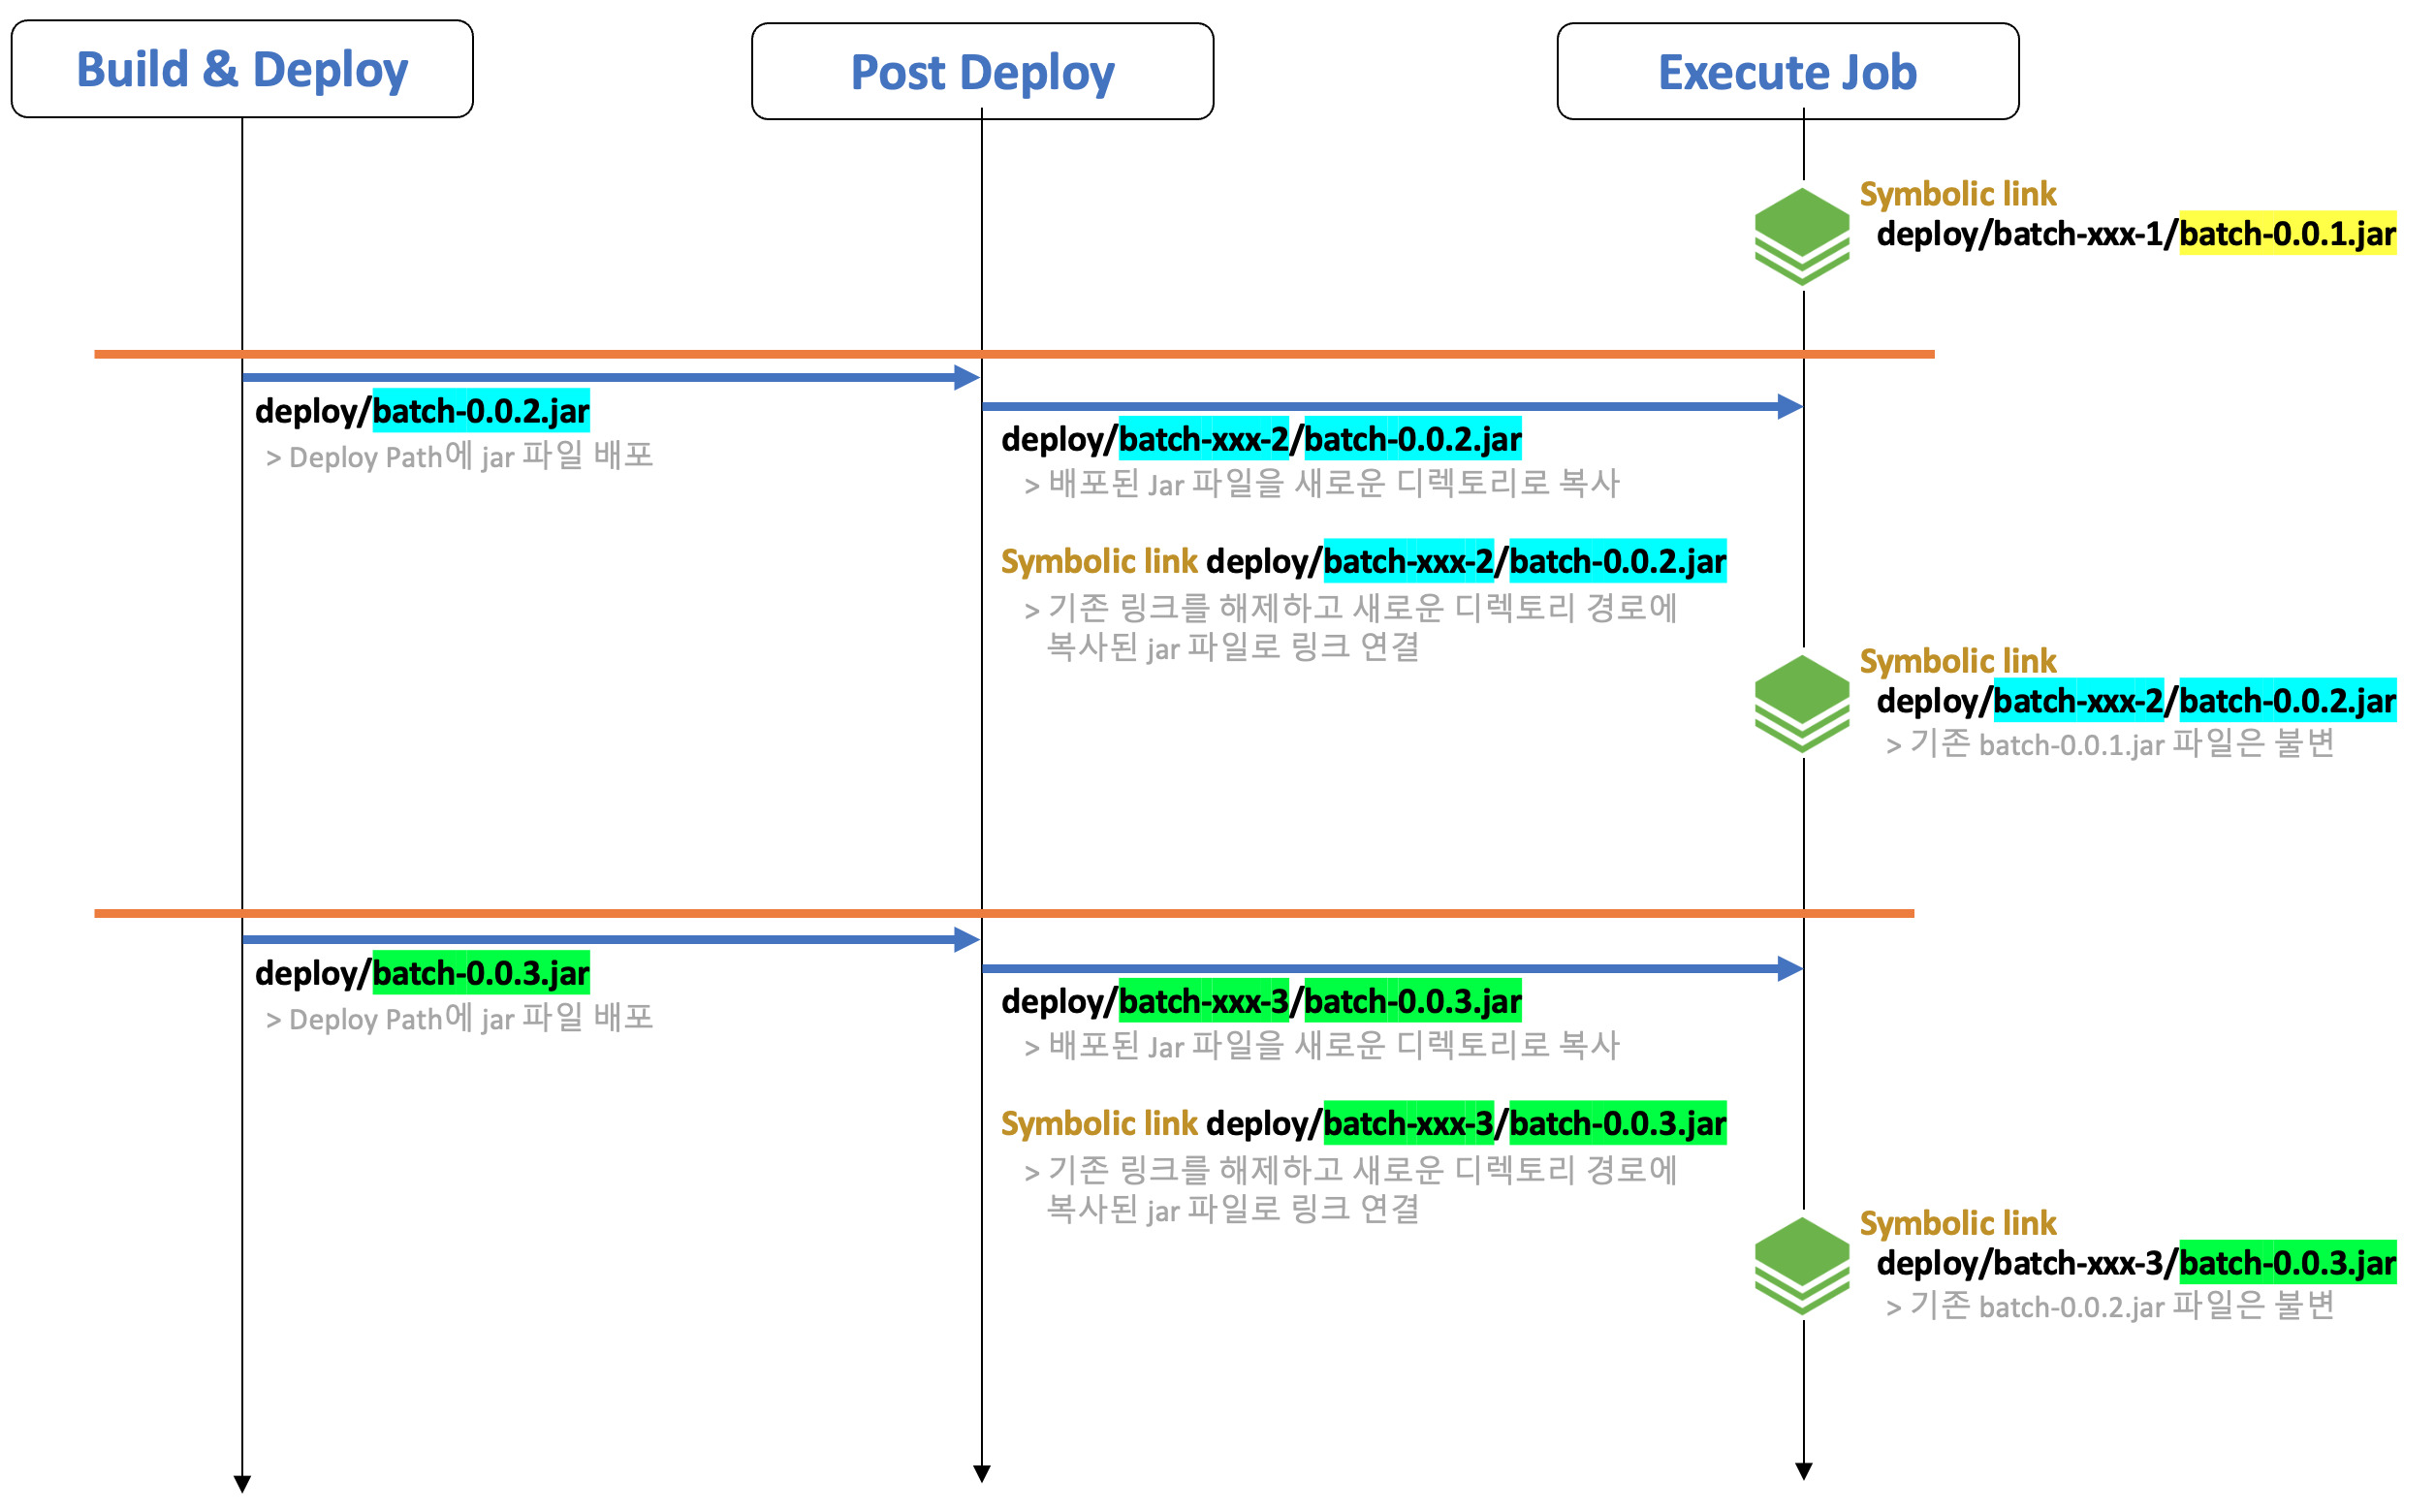 Build & Deploy
Post Deploy
Execute Job
Symbolic link
deploy/batch-xxx-1/batch-0.0.1.jar
deploy/batch-0.0.2.jar
> Deploy Path에 jar 파일 배포
deploy/batch-xxx-2/batch-0.0.2.jar
> 배포된 Jar 파일을 새로운 디렉토리로 복사
Symbolic link deploy/batch-xxx-2/batch-0.0.2.jar
> 기존 링크를 해제하고 새로운 디렉토리 경로에
복사된 jar 파일로 링크 연결
Symbolic link
deploy/batch-xxx-2/batch-0.0.2.jar
> 기존 batch-0.0.1.jar 파일은 불변
deploy/batch-0.0.3.jar
> Deploy Path에 jar 파일 배포
deploy/batch-xxx-3/batch-0.0.3.jar
> 배포된 Jar 파일을 새로운 디렉토리로 복사
Symbolic link deploy/batch-xxx-3/batch-0.0.3.jar
> 기존 링크를 해제하고 새로운 디렉토리 경로에
복사된 jar 파일로 링크 연결
Symbolic link
deploy/batch-xxx-3/batch-0.0.3.jar
> 기존 batch-0.0.2.jar 파일은 불변